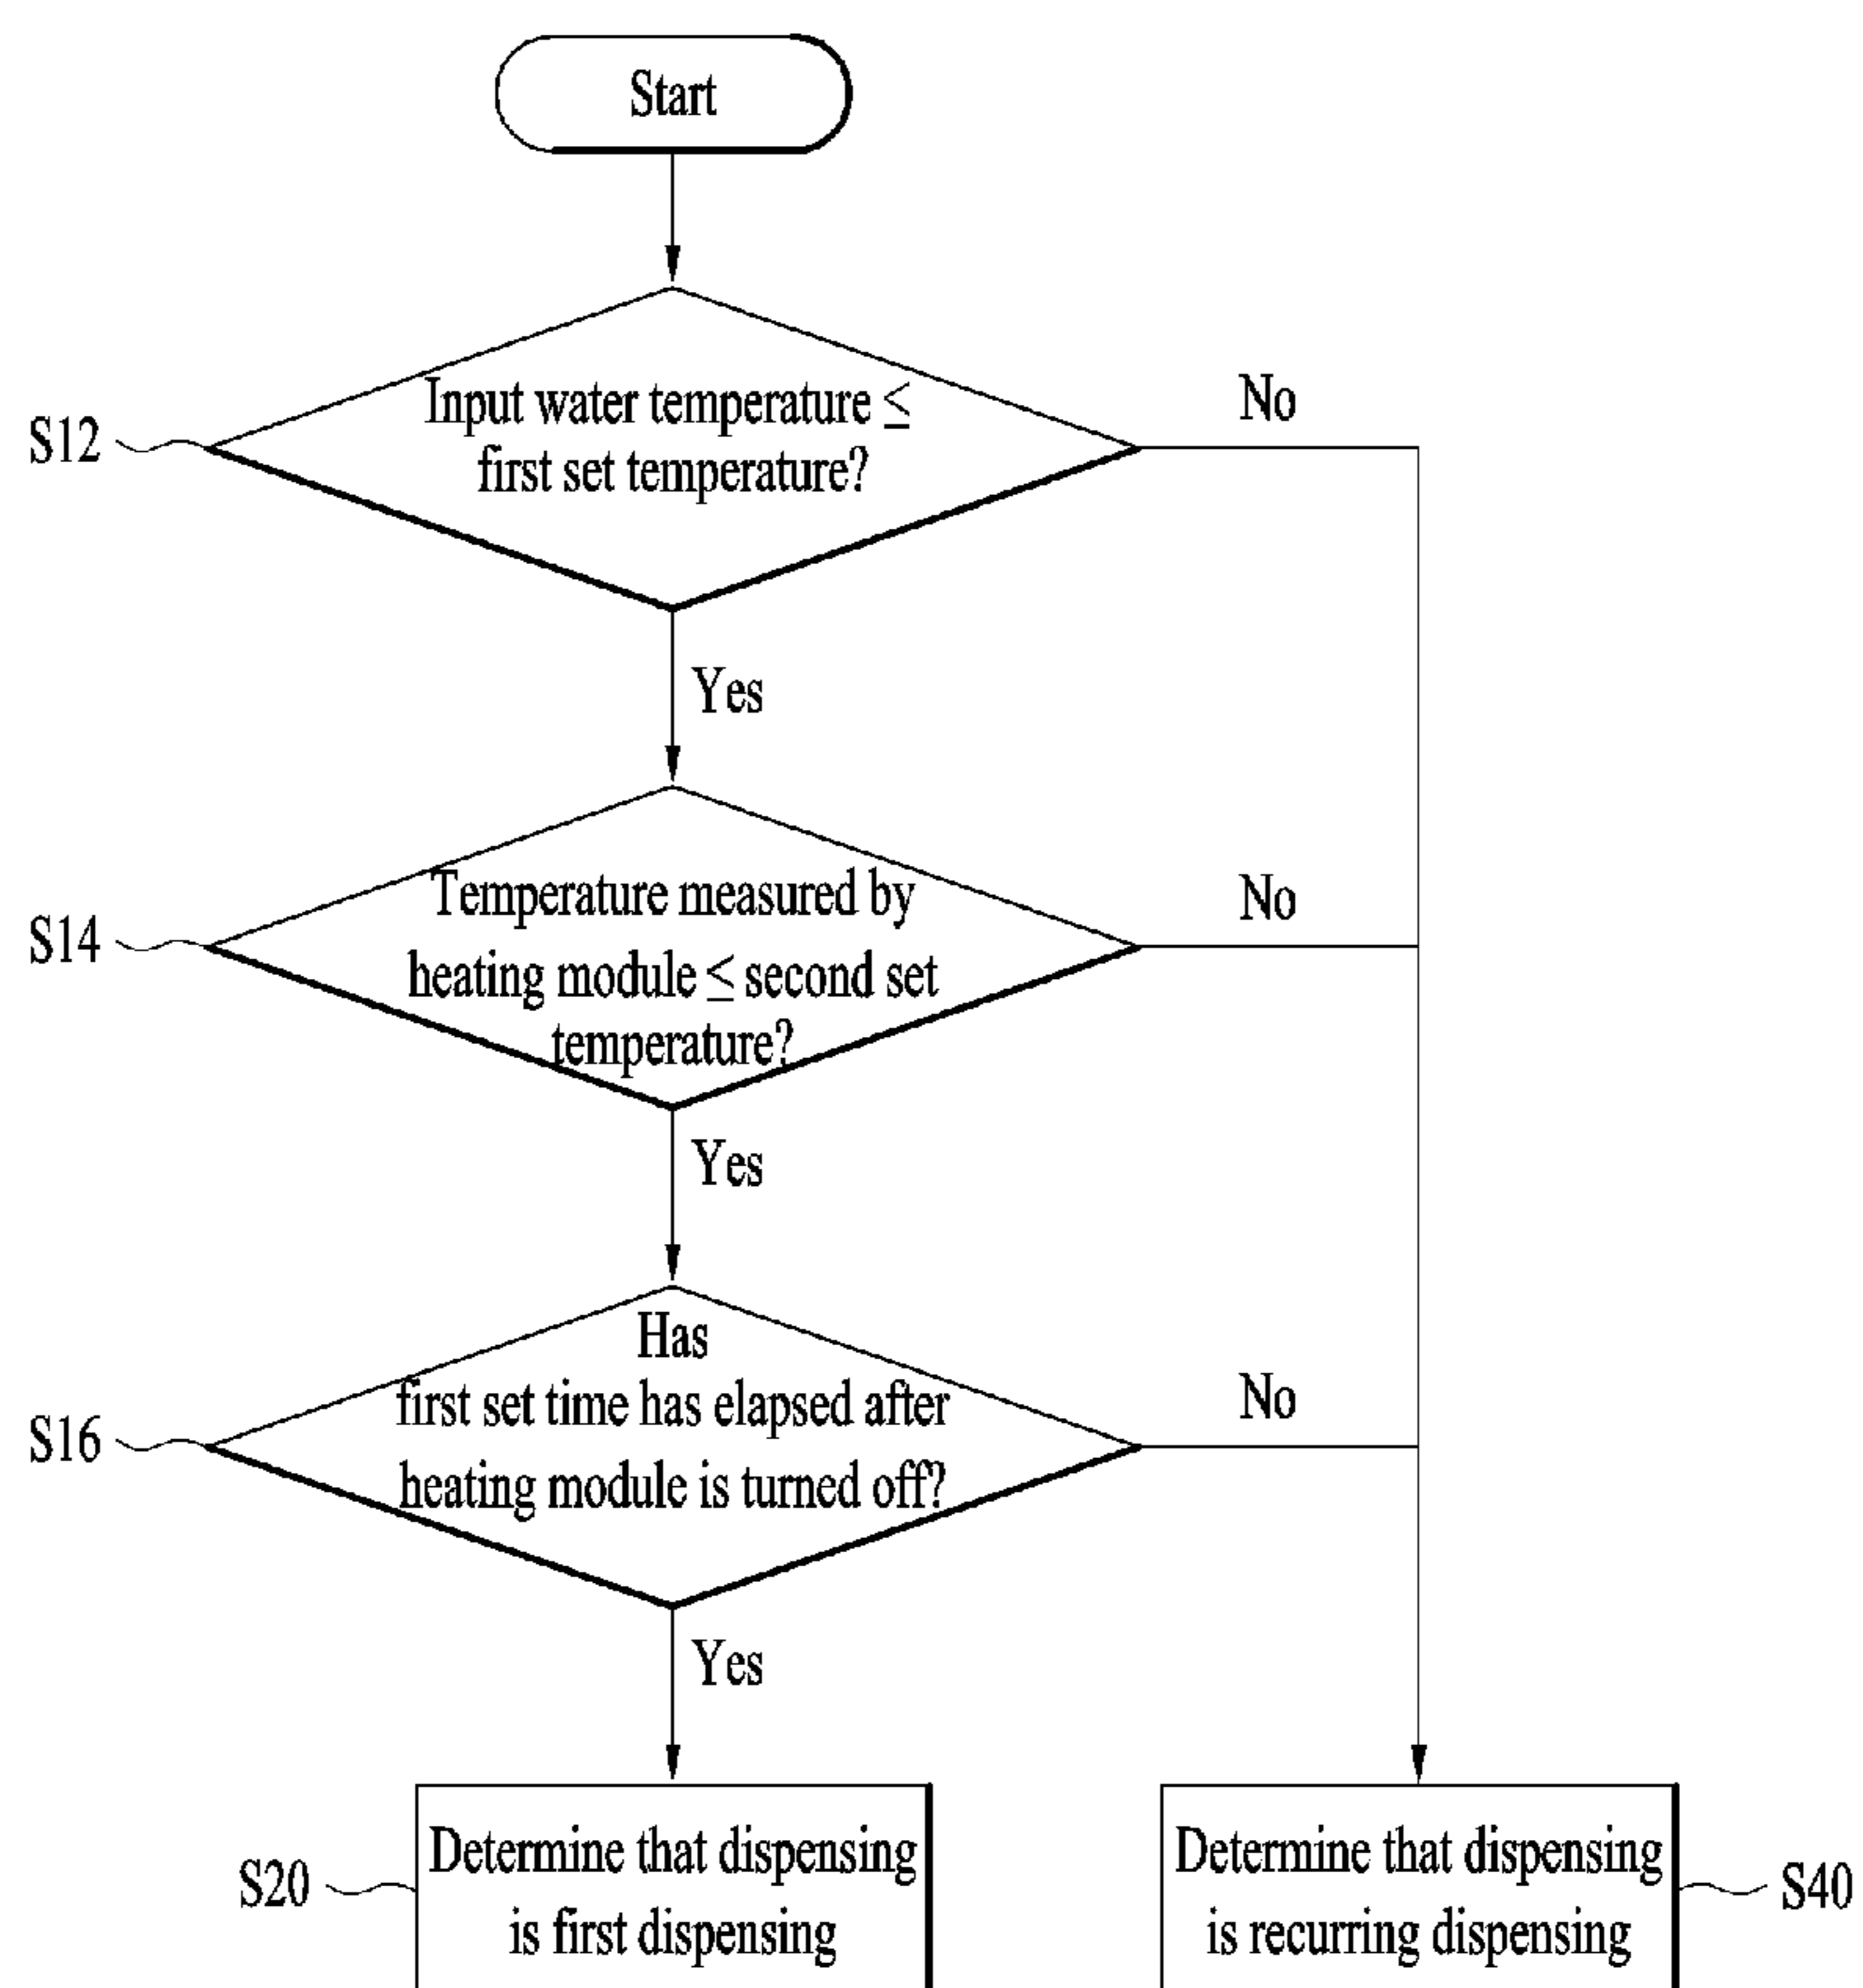 Start
Input water temperature ≤
first set temperature?
S12
No
Yes
Temperature measured by
heating module ≤ second set
temperature?
S14
No
Yes
Has
first set time has elapsed after
heating module is turned off?
S16
No
Yes
S20
Determine that dispensing
is first dispensing
Determine that dispensing
is recurring dispensing
S40